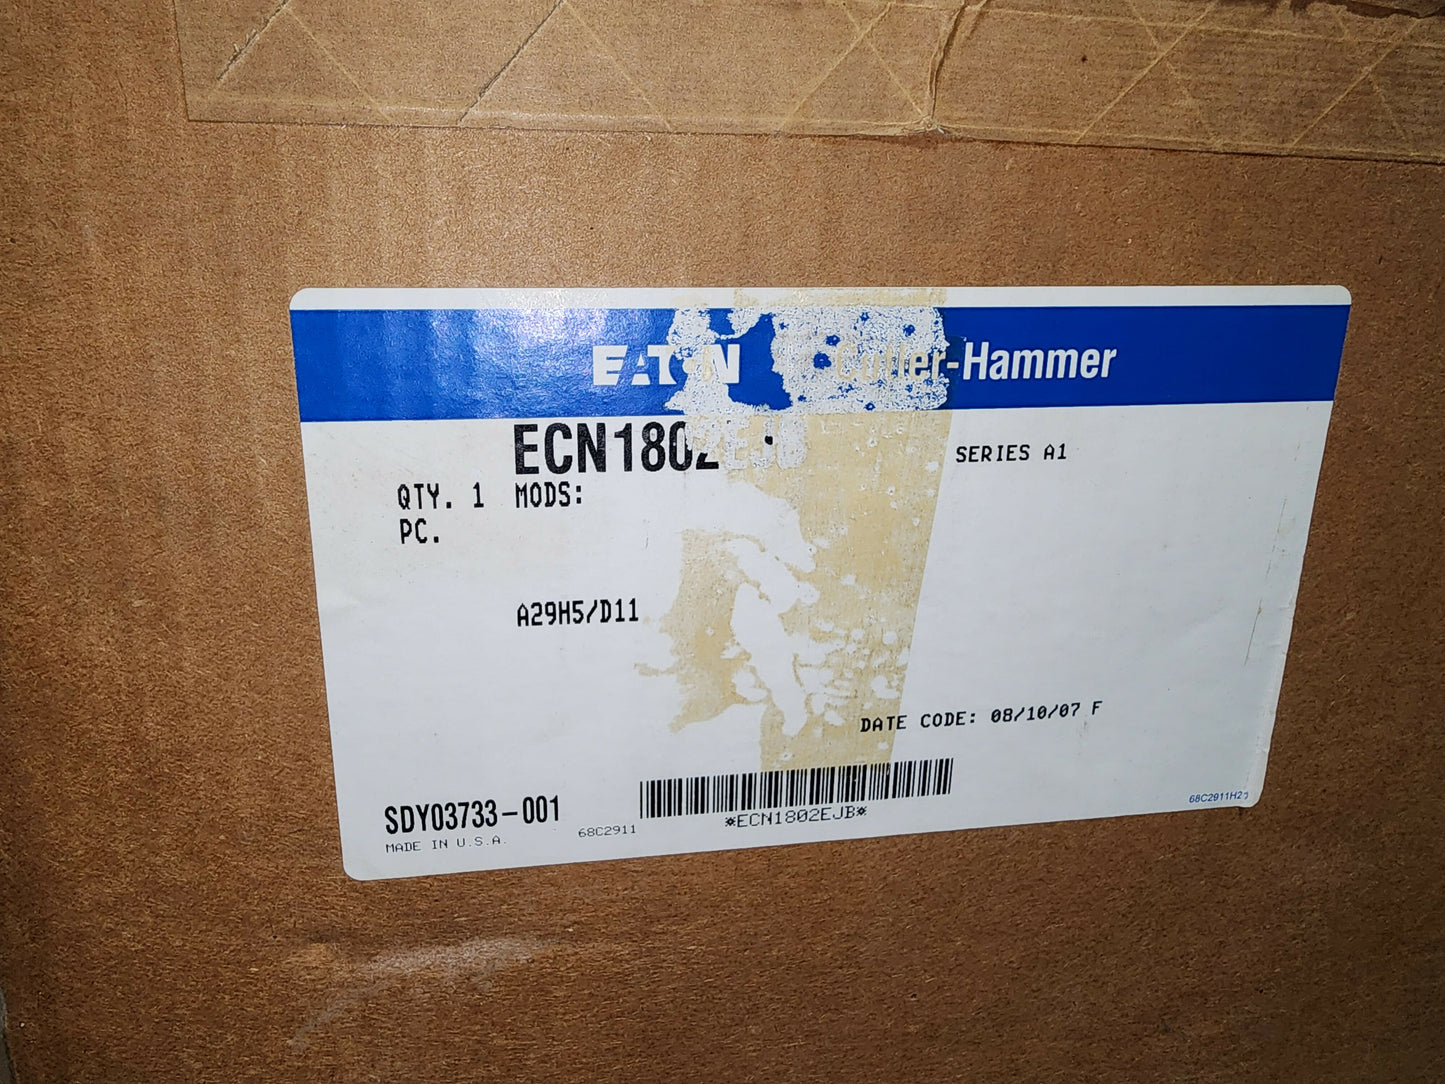 EATON Cutler-Hammer
ECN1802EJB
SERIES A1
QTY. 1 MODS:
PC.
A29H5/D11
DATE CODE: 08/10/07 F
SDY03733-001
MADE IN U.S.A.
68C2911
*ECN1802EJB*